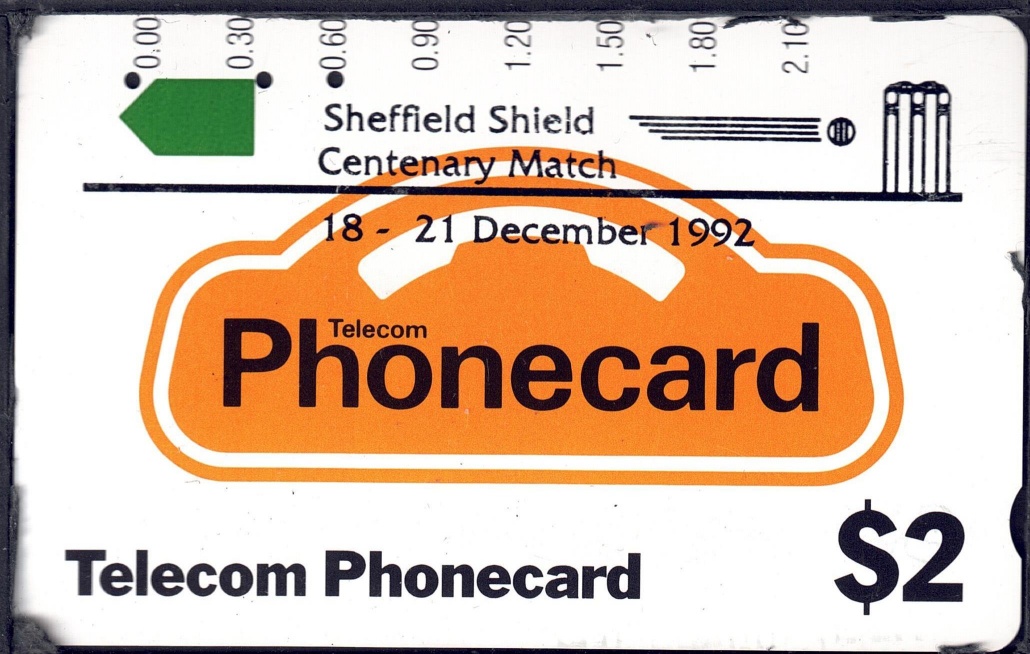 0.00 0.30 0.60 0.90 1.20 1.50 1.80 2.10
Sheffield Shield
Centenary Match
18 - 21 December 1992
Telecom
Phonecard
Telecom Phonecard
$2